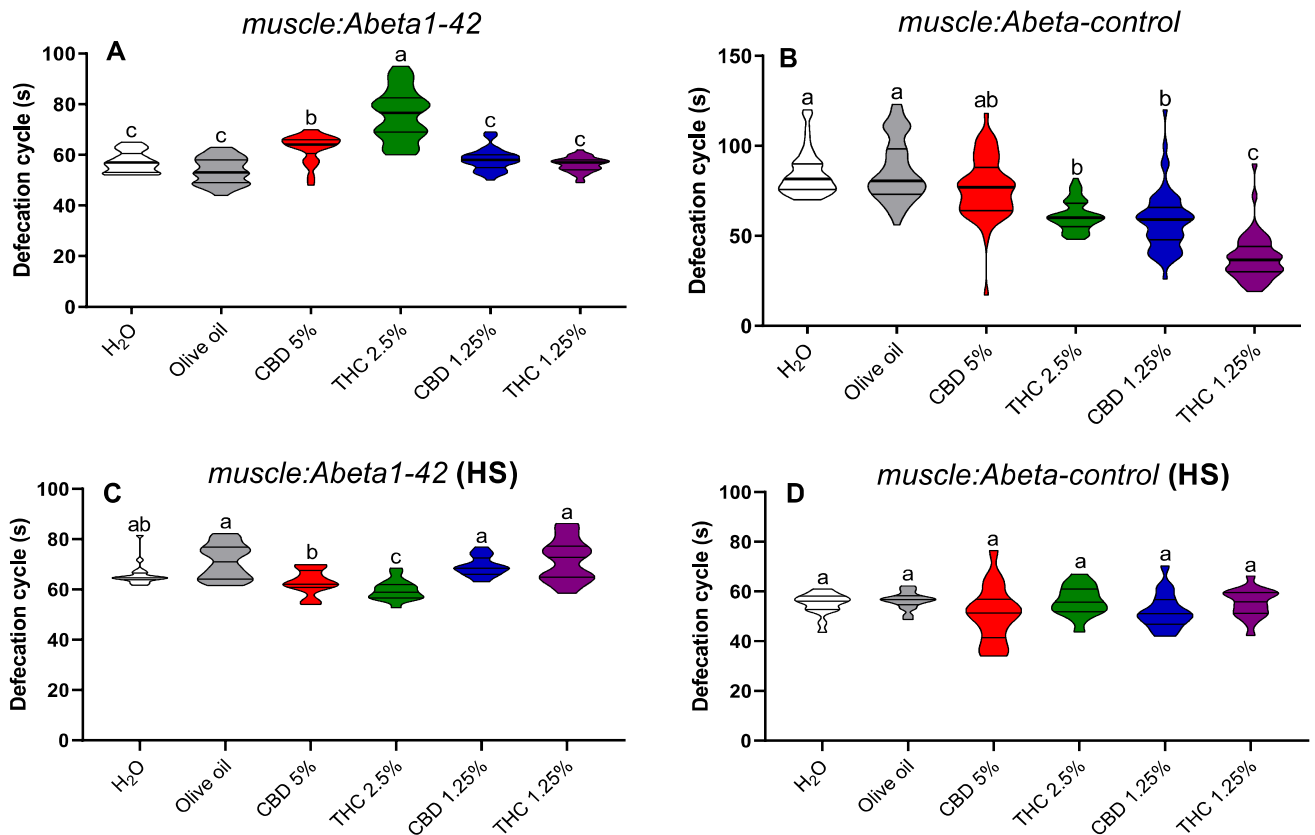 muscle:Abeta1-42
A
Defecation cycle (s)
100
80
60
40
20
0
c
c
b
a
c
c
H₂O
Olive oil
CBD 5%
THC 2.5%
CBD 1.25%
THC 1.25%
muscle:Abeta-control
B
Defecation cycle (s)
150
100
50
0
a
a
ab
b
b
c
H₂O
Olive oil
CBD 5%
THC 2.5%
CBD 1.25%
THC 1.25%
muscle:Abeta1-42 (HS)
C
Defecation cycle (s)
100
80
60
40
20
0
ab
a
b
c
a
a
H₂O
Olive oil
CBD 5%
THC 2.5%
CBD 1.25%
THC 1.25%
muscle:Abeta-control (HS)
D
Defecation cycle (s)
100
80
60
40
20
0
a
a
a
a
a
a
H₂O
Olive oil
CBD 5%
THC 2.5%
CBD 1.25%
THC 1.25%